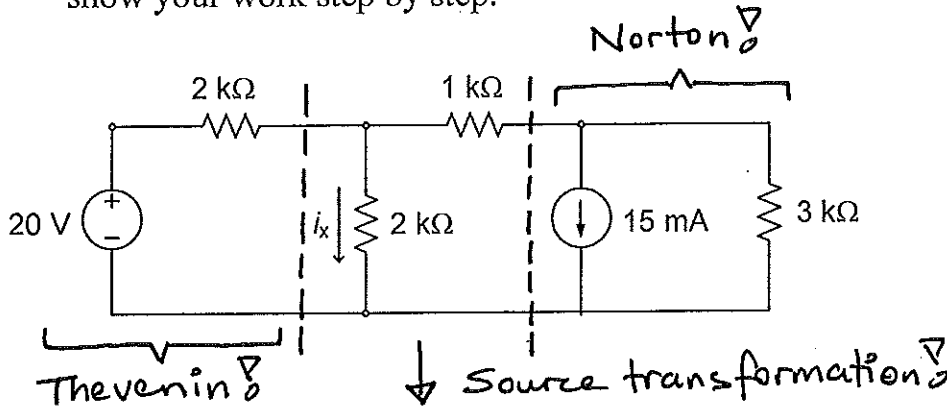 show your work step by step.
Norton!
2 kΩ
1 kΩ
20 V
+
−
ix
2 kΩ
15 mA
3 kΩ
Thevenin!
Source transformation!